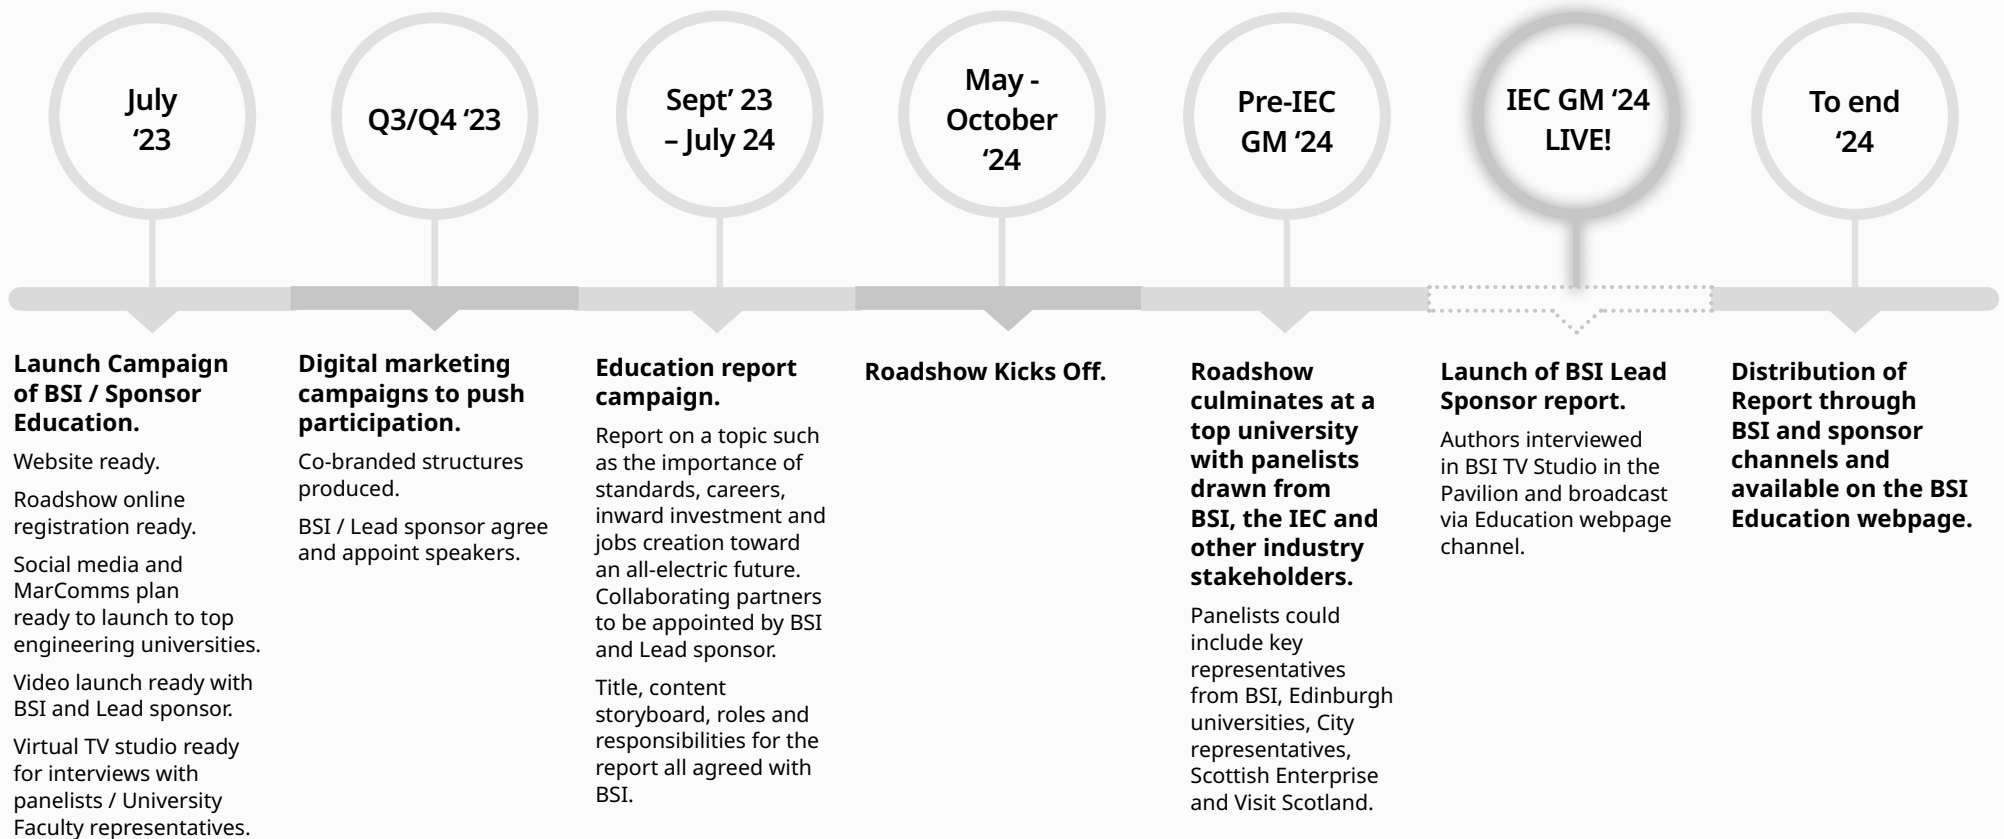 July
‘23
Launch Campaign
of BSI / Sponsor
Education.
Website ready.
Roadshow online
registration ready.
Social media and
MarComms plan
ready to launch to top
engineering universities.
Video launch ready with
BSI and Lead sponsor.
Virtual TV studio ready
for interviews with
panelists / University
Faculty representatives.
Q3/Q4 ‘23
Digital marketing
campaigns to push
participation.
Co-branded structures
produced.
BSI / Lead sponsor agree
and appoint speakers.
Sept’ 23
– July 24
Education report
campaign.
Report on a topic such
as the importance of
standards, careers,
inward investment and
jobs creation toward
an all-electric future.
Collaborating partners
to be appointed by BSI
and Lead sponsor.
Title, content
storyboard, roles and
responsibilities for the
report all agreed with
BSI.
May -
October
‘24
Roadshow Kicks Off.
Pre-IEC
GM ‘24
Roadshow
culminates at a
top university
with panelists
drawn from
BSI, the IEC and
other industry
stakeholders.
Panelists could
include key
representatives
from BSI, Edinburgh
universities, City
representatives,
Scottish Enterprise
and Visit Scotland.
IEC GM ‘24
LIVE!
Launch of BSI Lead
Sponsor report.
Authors interviewed
in BSI TV Studio in the
Pavilion and broadcast
via Education webpage
channel.
To end
‘24
Distribution of
Report through
BSI and sponsor
channels and
available on the BSI
Education webpage.